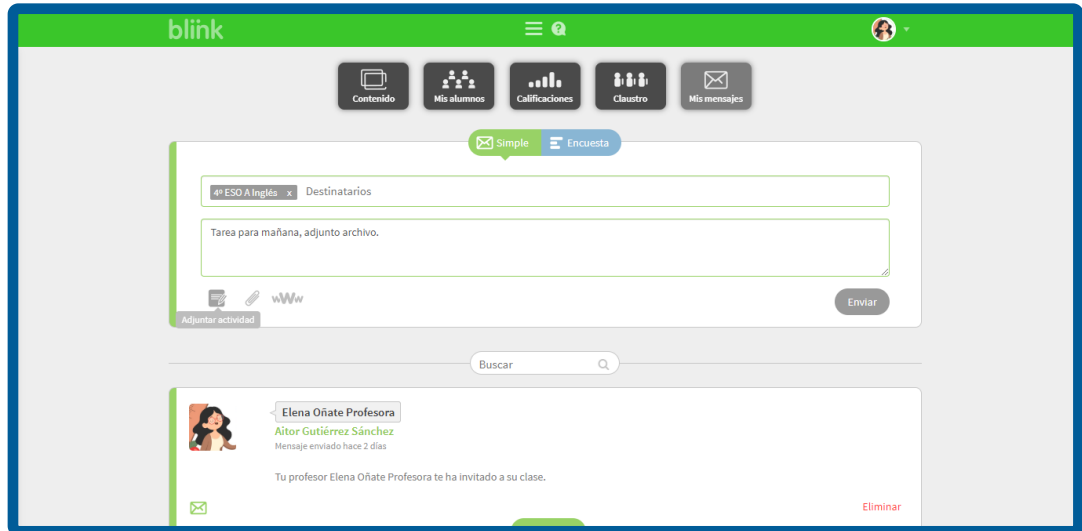 blink
Contenido
Mis alumnos
Calificaciones
Claustro
Mis mensajes
Simple
Encuesta
4º ESO A Inglés x Destinatarios
Tarea para mañana, adjunto archivo.
wWw
Enviar
Adjuntar actividad
Buscar
Elena Oñate Profesora
Aitor Gutiérrez Sánchez
Mensaje enviado hace 2 días
Tu profesor Elena Oñate Profesora te ha invitado a su clase.
Eliminar